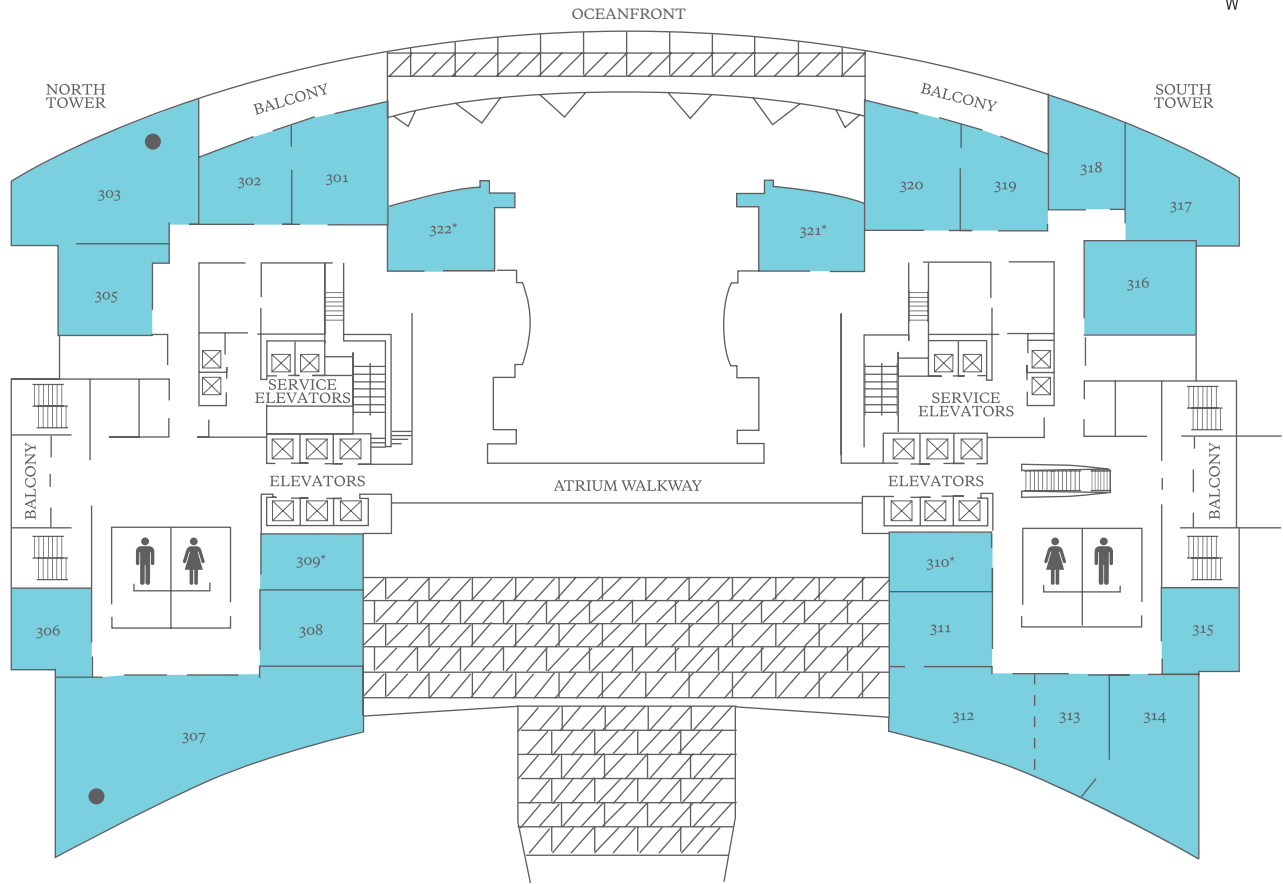 W
OCEANFRONT
NORTH
TOWER
BALCONY
BALCONY
SOUTH
TOWER
303
302
301
322*
321*
320
319
318
317
305
316
SERVICE
ELEVATORS
SERVICE
ELEVATORS
BALCONY
ELEVATORS
ATRIUM WALKWAY
ELEVATORS
BALCONY
309*
310*
306
308
311
315
307
312
313
314